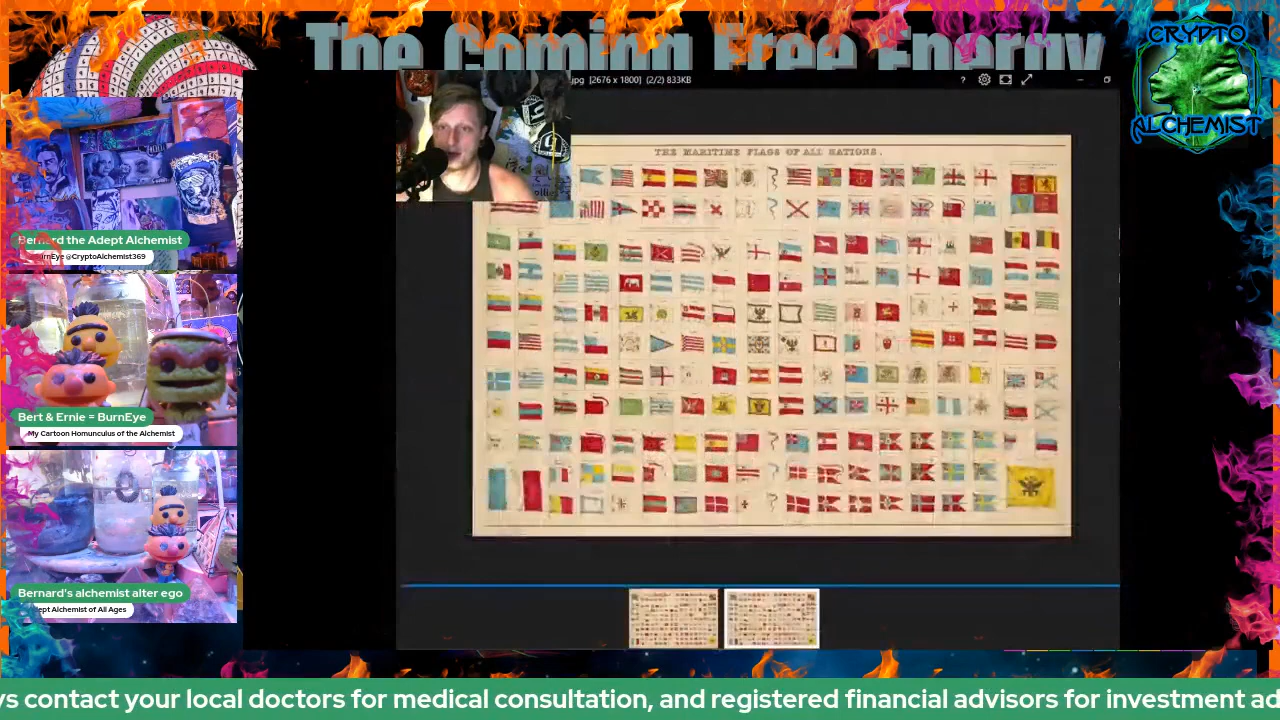 The Coming Free Energy
CRYPTO
ALCHEMIST
.jpg [2676 x 1800] (2/2) 833KB
THE MARITIME FLAGS OF ALL NATIONS.
Bernard the Adept Alchemist
@CryptoAlchemist369
Bert & Ernie = BurnEye
My Cartoon Homunculus of the Alchemist
Bernard's alchemist alter ego
Alchemist of All Ages
contact your local doctors for medical consultation, and registered financial advisors for investment